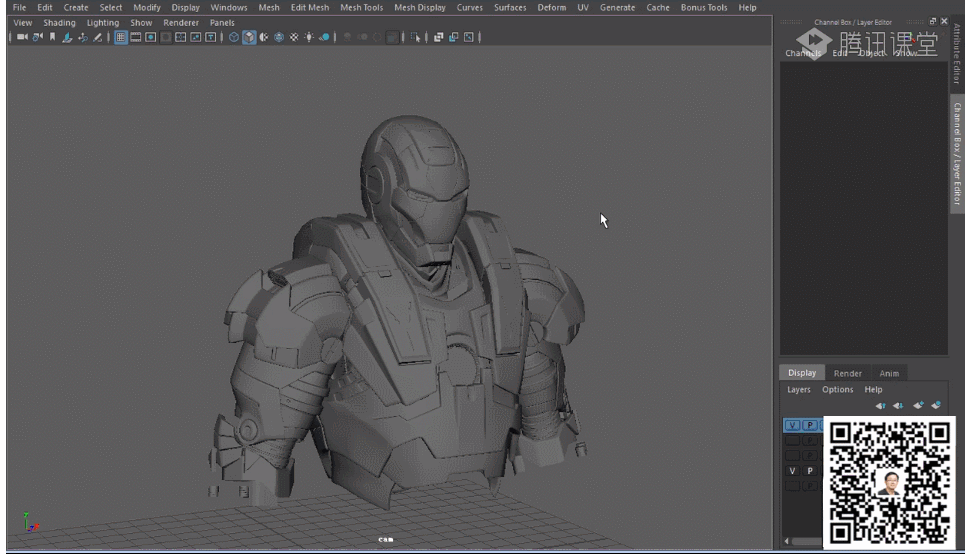 File Edit Create Select Modify Display Windows Mesh Edit Mesh Mesh Tools Mesh Display Curves Surfaces Deform UV Generate Cache Bonus Tools Help
View Shading Lighting Show Renderer Panels
Channel Box / Layer Editor
腾讯课堂
Channels Edit Object Show
Attribute Editor
Channel Box / Layer Editor
Display Render Anim
Layers Options Help
V P
V P
cam